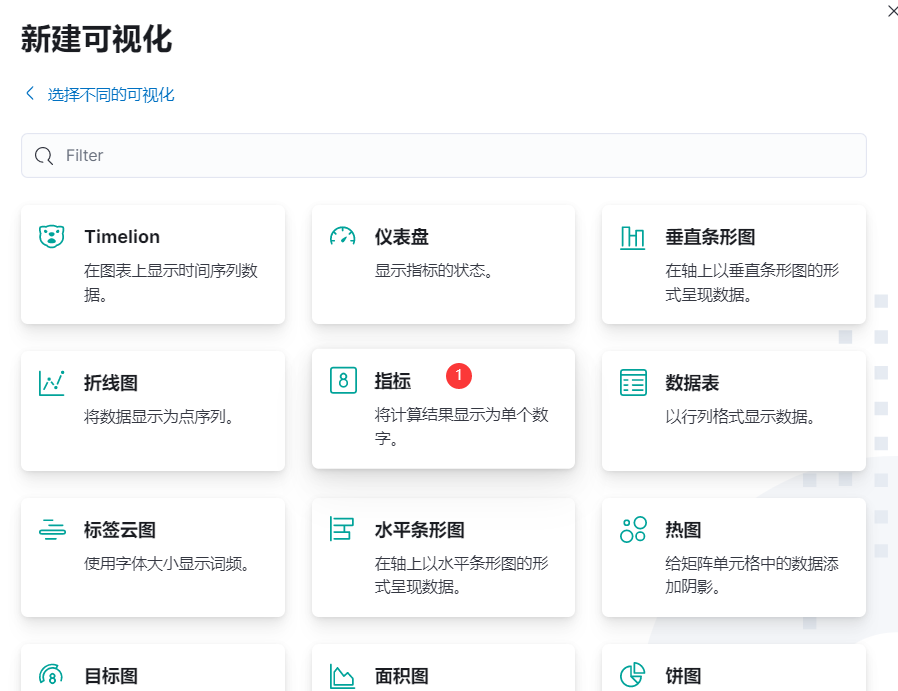 新建可视化
选择不同的可视化
Filter
Timelion
在图表上显示时间序列数
据。
仪表盘
显示指标的状态。
垂直条形图
在轴上以垂直条形图的形
式呈现数据。
折线图
将数据显示为点序列。
8
指标
1
将计算结果显示为单个数
字。
数据表
以行列格式显示数据。
标签云图
使用字体大小显示词频。
水平条形图
在轴上以水平条形图的形
式呈现数据。
热图
给矩阵单元格中的数据添
加阴影。
8
目标图
面积图
饼图